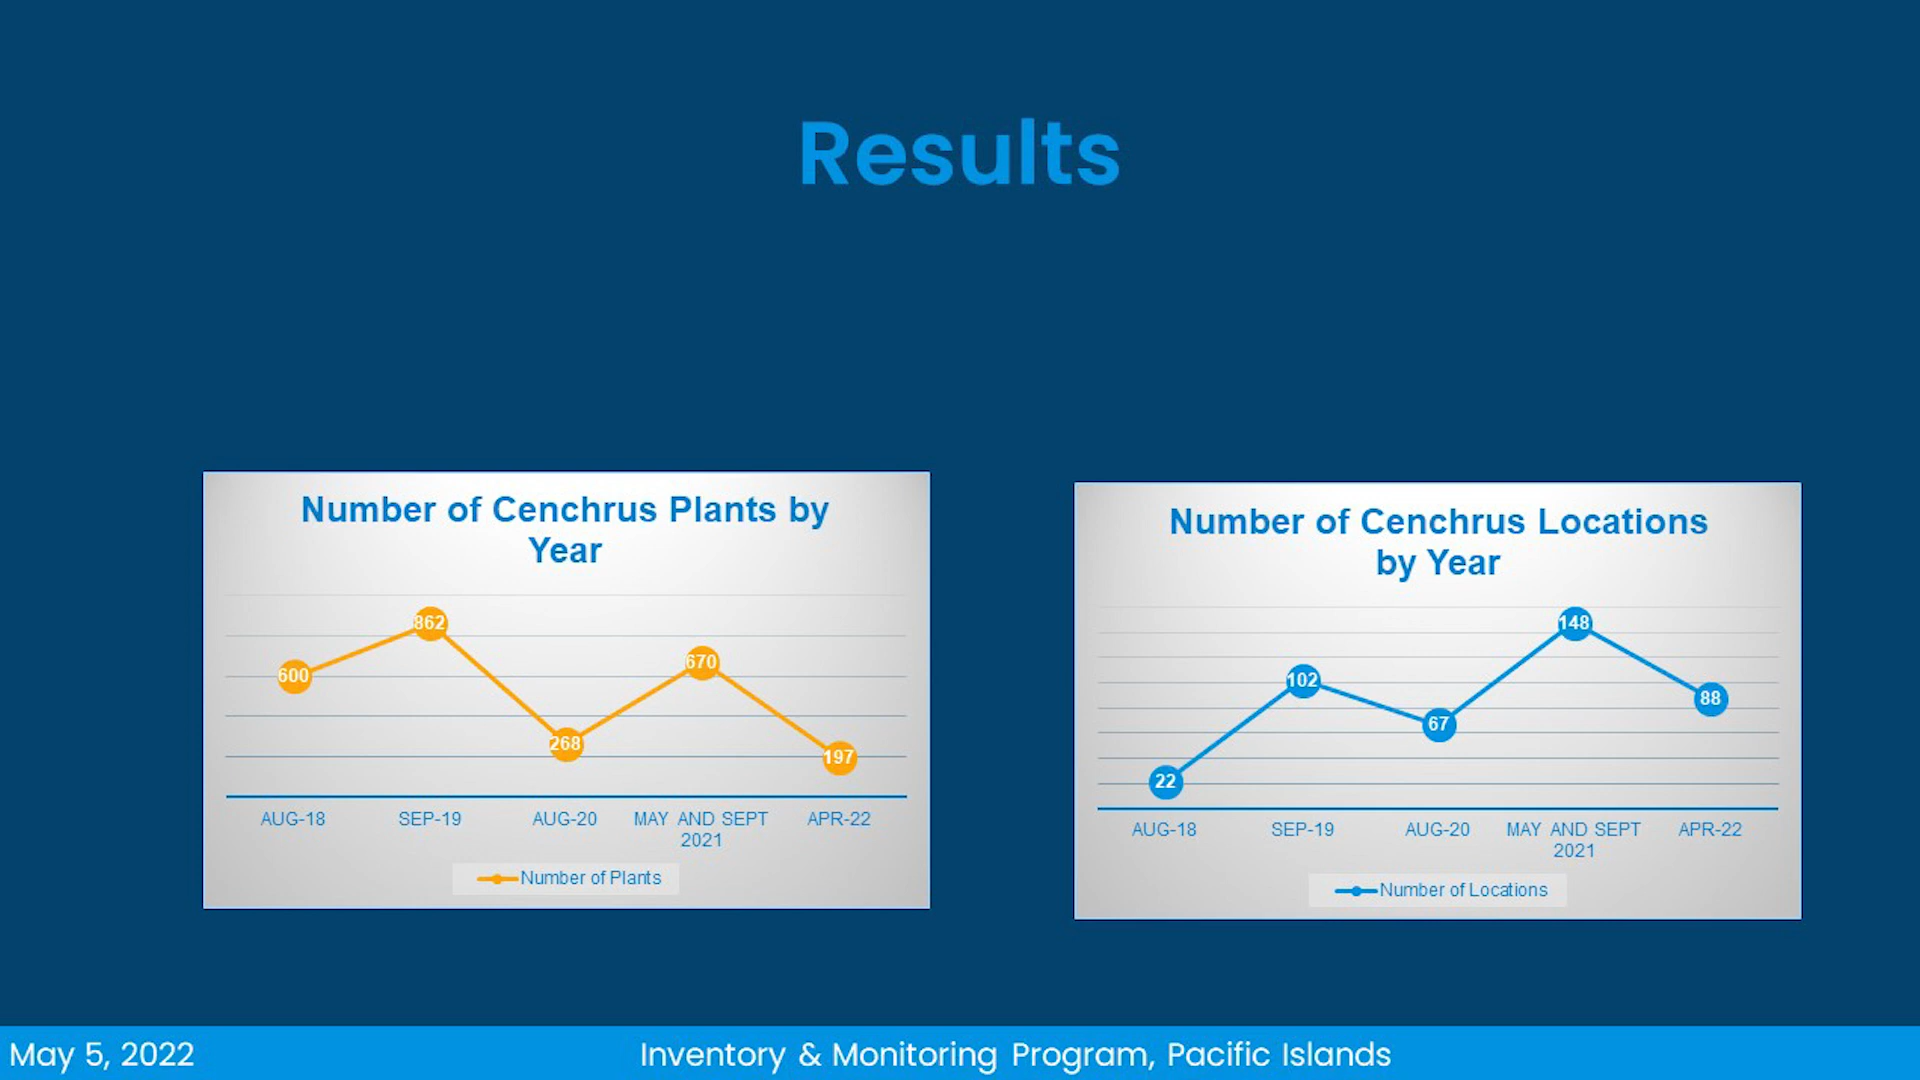 Results
Number of Cenchrus Plants by
Year
862
670
600
268
197
AUG-18 SEP-19 AUG-20 MAY AND SEPT APR-22
2021
Number of Plants
Number of Cenchrus Locations
by Year
148
102
88
67
22
AUG-18 SEP-19 AUG-20 MAY AND SEPT APR-22
2021
Number of Locations
May 5, 2022 Inventory & Monitoring Program, Pacific Islands